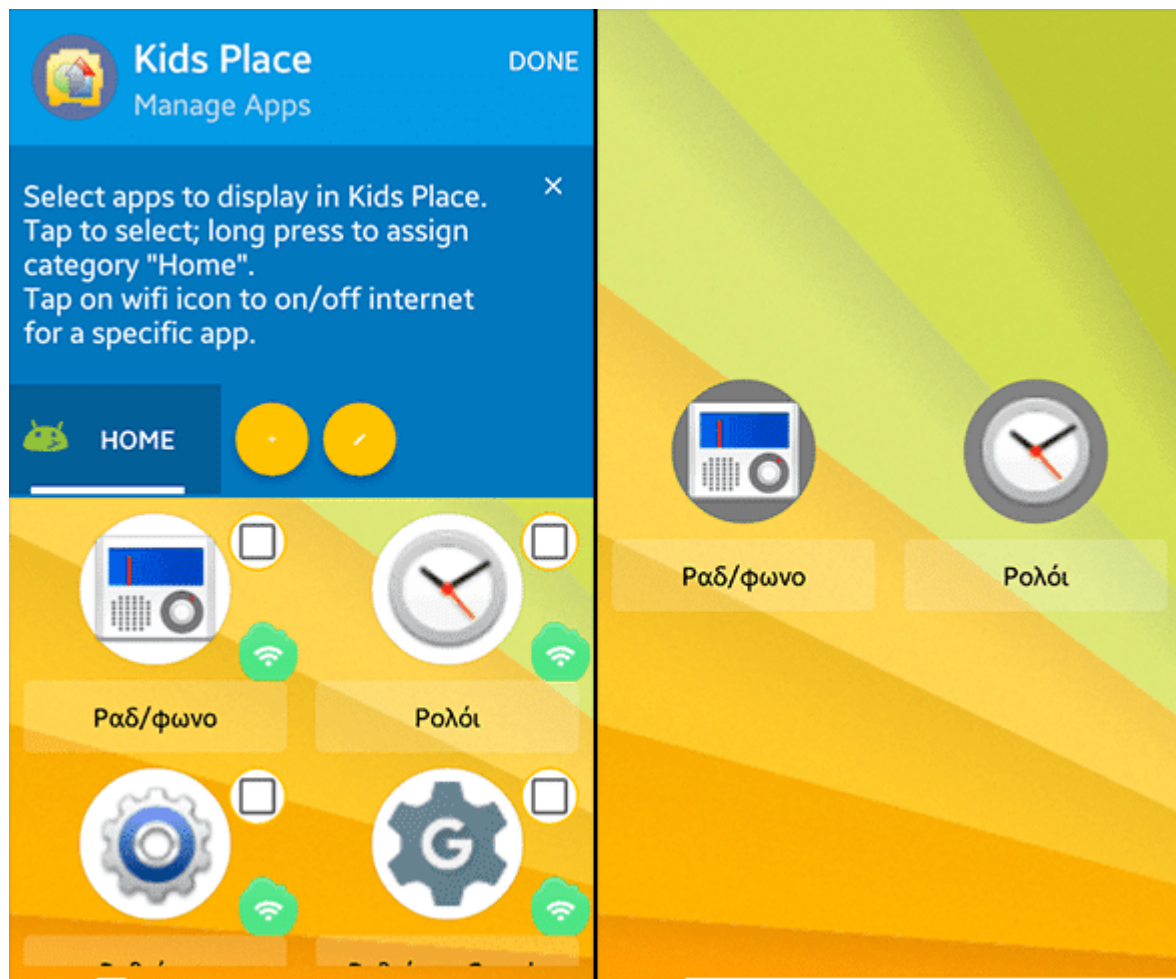 Kids Place
DONE
Manage Apps
Select apps to display in Kids Place.
Tap to select; long press to assign
category "Home".
Tap on wifi icon to on/off internet
for a specific app.
HOME
Ραδ/φωνο
Ρολόι
G
Ραδ/φωνο
Ρολόι